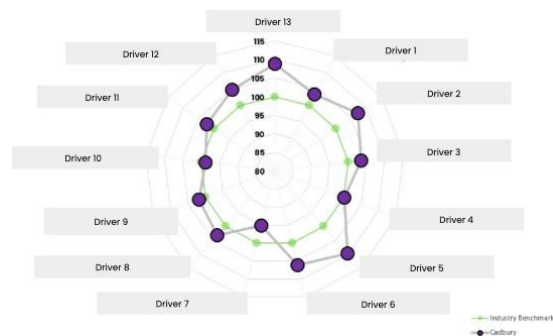 Driver 13
115
Driver 12
Driver 1
110
105
Driver 11
Driver 2
100
95
90
Driver 10
Driver 3
85
80
Driver 9
Driver 4
Driver 8
Driver 5
Driver 7
Driver 6
Industry Benchmark
Cadbury